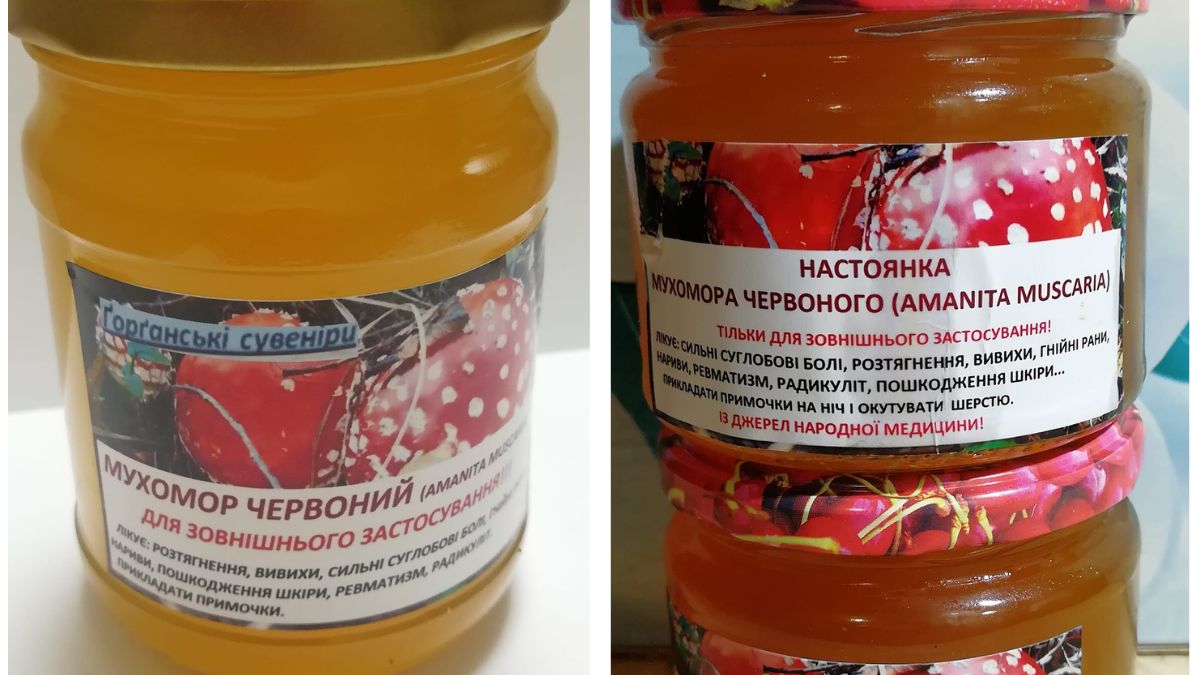 Ґорґанські сувеніри
МУХОМОР ЧЕРВОНИЙ (AMANITA MUSCARIA
ДЛЯ ЗОВНІШНЬОГО ЗАСТОСУВАННЯ!!!
ЛІКУЄ: РОЗТЯГНЕННЯ, ВИВИХИ, СИЛЬНІ СУГЛОБОВІ БОЛІ,
НАРИВИ, ПОШКОДЖЕННЯ ШКІРИ, РЕВМАТИЗМ, РАДИКУЛІТ.
ПРИКЛАДАТИ ПРИМОЧКИ.
НАСТОЯНКА
МУХОМОРА ЧЕРВОНОГО (AMANITA MUSCARIA)
ТІЛЬКИ ДЛЯ ЗОВНІШНЬОГО ЗАСТОСУВАННЯ!
ЛІКУЄ: СИЛЬНІ СУГЛОБОВІ БОЛІ, РОЗТЯГНЕННЯ, ВИВИХИ, ГНІЙНІ РАНИ,
НАРИВИ, РЕВМАТИЗМ, РАДИКУЛІТ, ПОШКОДЖЕННЯ ШКІРИ...
ПРИКЛАДАТИ ПРИМОЧКИ НА НІЧ І ОКУТУВАТИ ШЕРСТЮ.
ІЗ ДЖЕРЕЛ НАРОДНОЇ МЕДИЦИНИ!